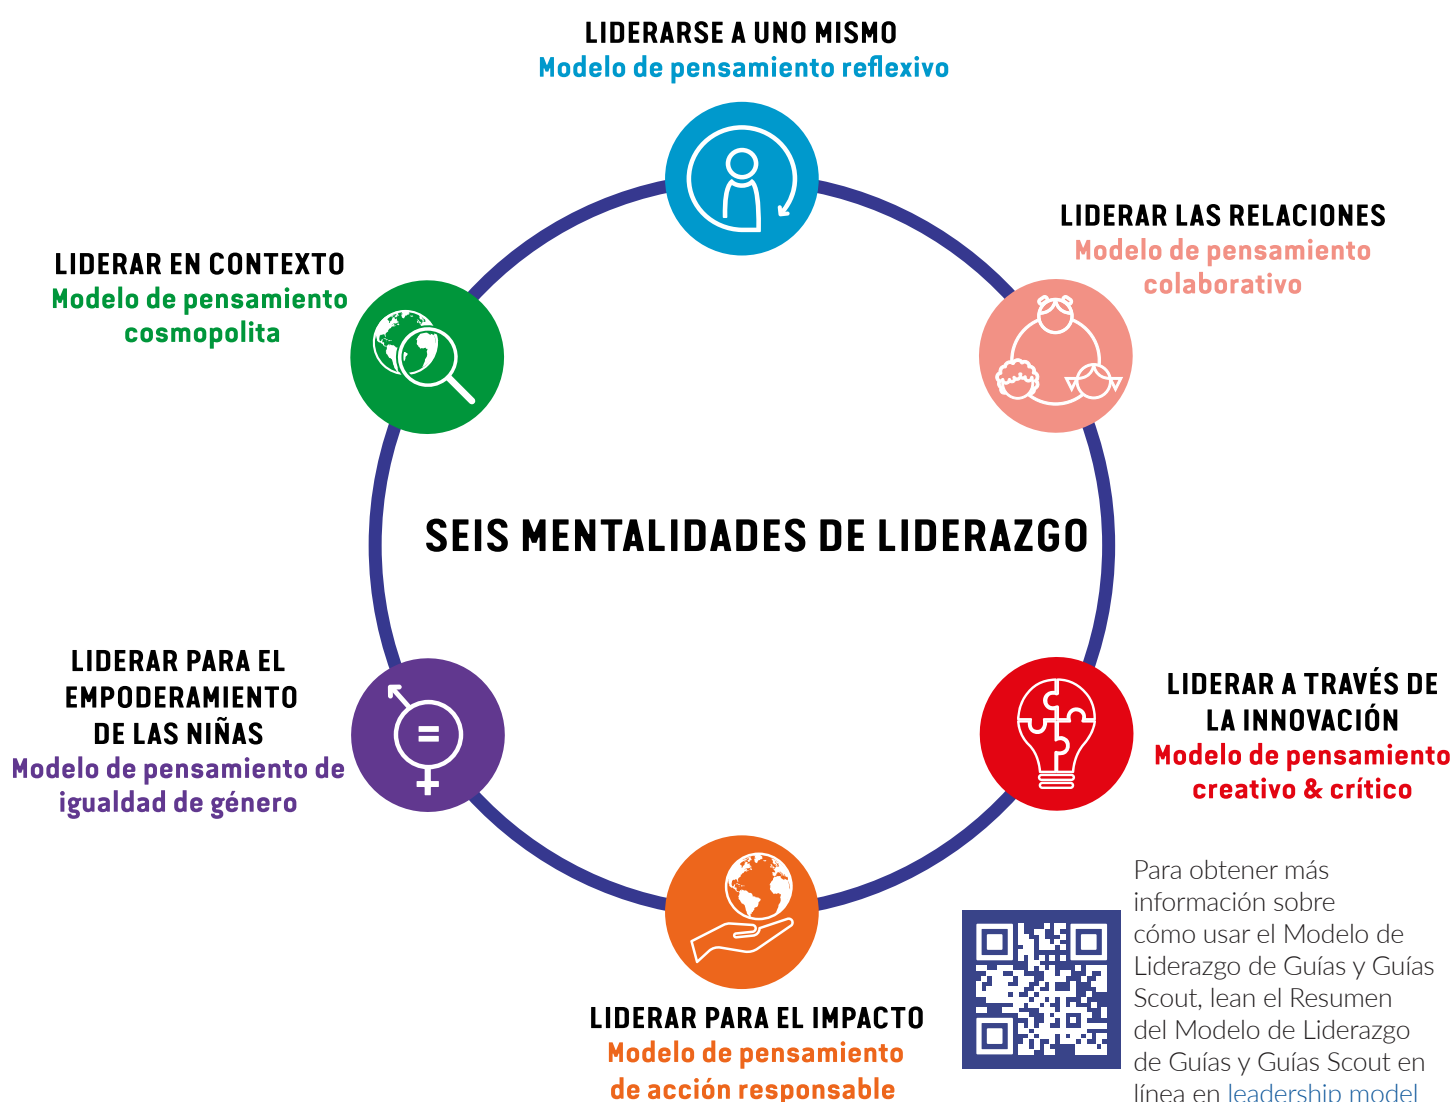 LIDERARSE A UNO MISMO
Modelo de pensamiento reflexivo
LIDERAR LAS RELACIONES
Modelo de pensamiento
colaborativo
LIDERAR EN CONTEXTO
Modelo de pensamiento
cosmopolita
SEIS MENTALIDADES DE LIDERAZGO
LIDERAR PARA EL
EMPODERAMIENTO
DE LAS NIÑAS
Modelo de pensamiento de
igualdad de género
LIDERAR A TRAVÉS DE
LA INNOVACIÓN
Modelo de pensamiento
creativo & crítico
LIDERAR PARA EL IMPACTO
Modelo de pensamiento
de acción responsable
Para obtener más
información sobre
cómo usar el Modelo de
Liderazgo de Guías y Guías
Scout, lean el Resumen
del Modelo de Liderazgo
de Guías y Guías Scout en
línea en leadership model